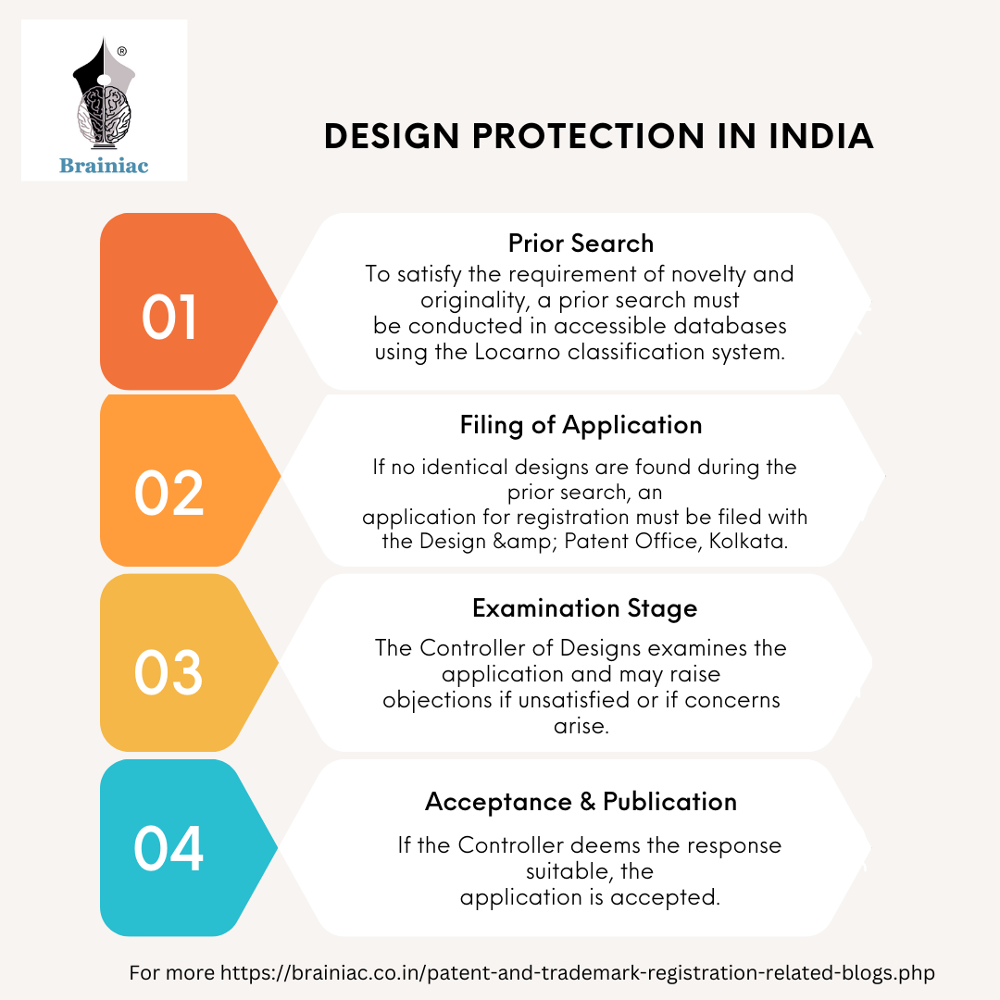 ®
Brainiac
DESIGN PROTECTION IN INDIA
01
Prior Search
To satisfy the requirement of novelty and
originality, a prior search must
be conducted in accessible databases
using the Locarno classification system.
02
Filing of Application
If no identical designs are found during the
prior search, an
application for registration must be filed with
the Design &amp; Patent Office, Kolkata.
03
Examination Stage
The Controller of Designs examines the
application and may raise
objections if unsatisfied or if concerns
arise.
04
Acceptance & Publication
If the Controller deems the response
suitable, the
application is accepted.
For more https://brainiac.co.in/patent-and-trademark-registration-related-blogs.php